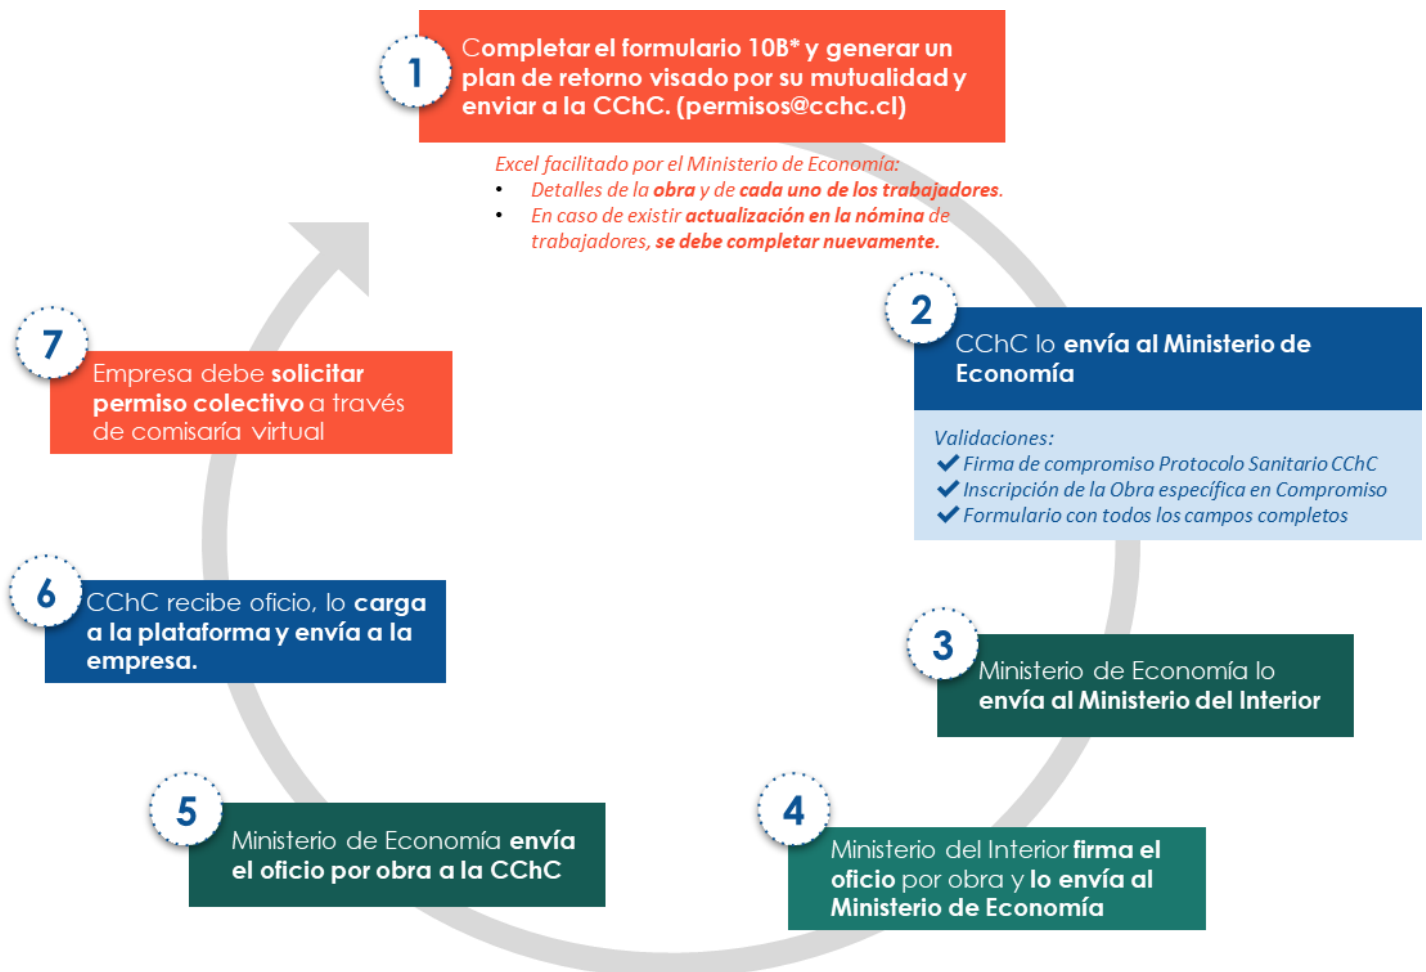 1
Completar el formulario 10B* y generar un
plan de retorno visado por su mutualidad y
enviar a la CChC. (permisos@cchc.cl)
Excel facilitado por el Ministerio de Economía:
• Detalles de la obra y de cada uno de los trabajadores.
• En caso de existir actualización en la nómina de
trabajadores, se debe completar nuevamente.
2
CChC lo envía al Ministerio de
Economía
Validaciones:
✔ Firma de compromiso Protocolo Sanitario CChC
✔ Inscripción de la Obra específica en Compromiso
✔ Formulario con todos los campos completos
3
Ministerio de Economía lo
envía al Ministerio del Interior
4
Ministerio del Interior firma el
oficio por obra y lo envía al
Ministerio de Economía
5
Ministerio de Economía envía
el oficio por obra a la CChC
6
CChC recibe oficio, lo carga
a la plataforma y envía a la
empresa.
7
Empresa debe solicitar
permiso colectivo a través
de comisaría virtual